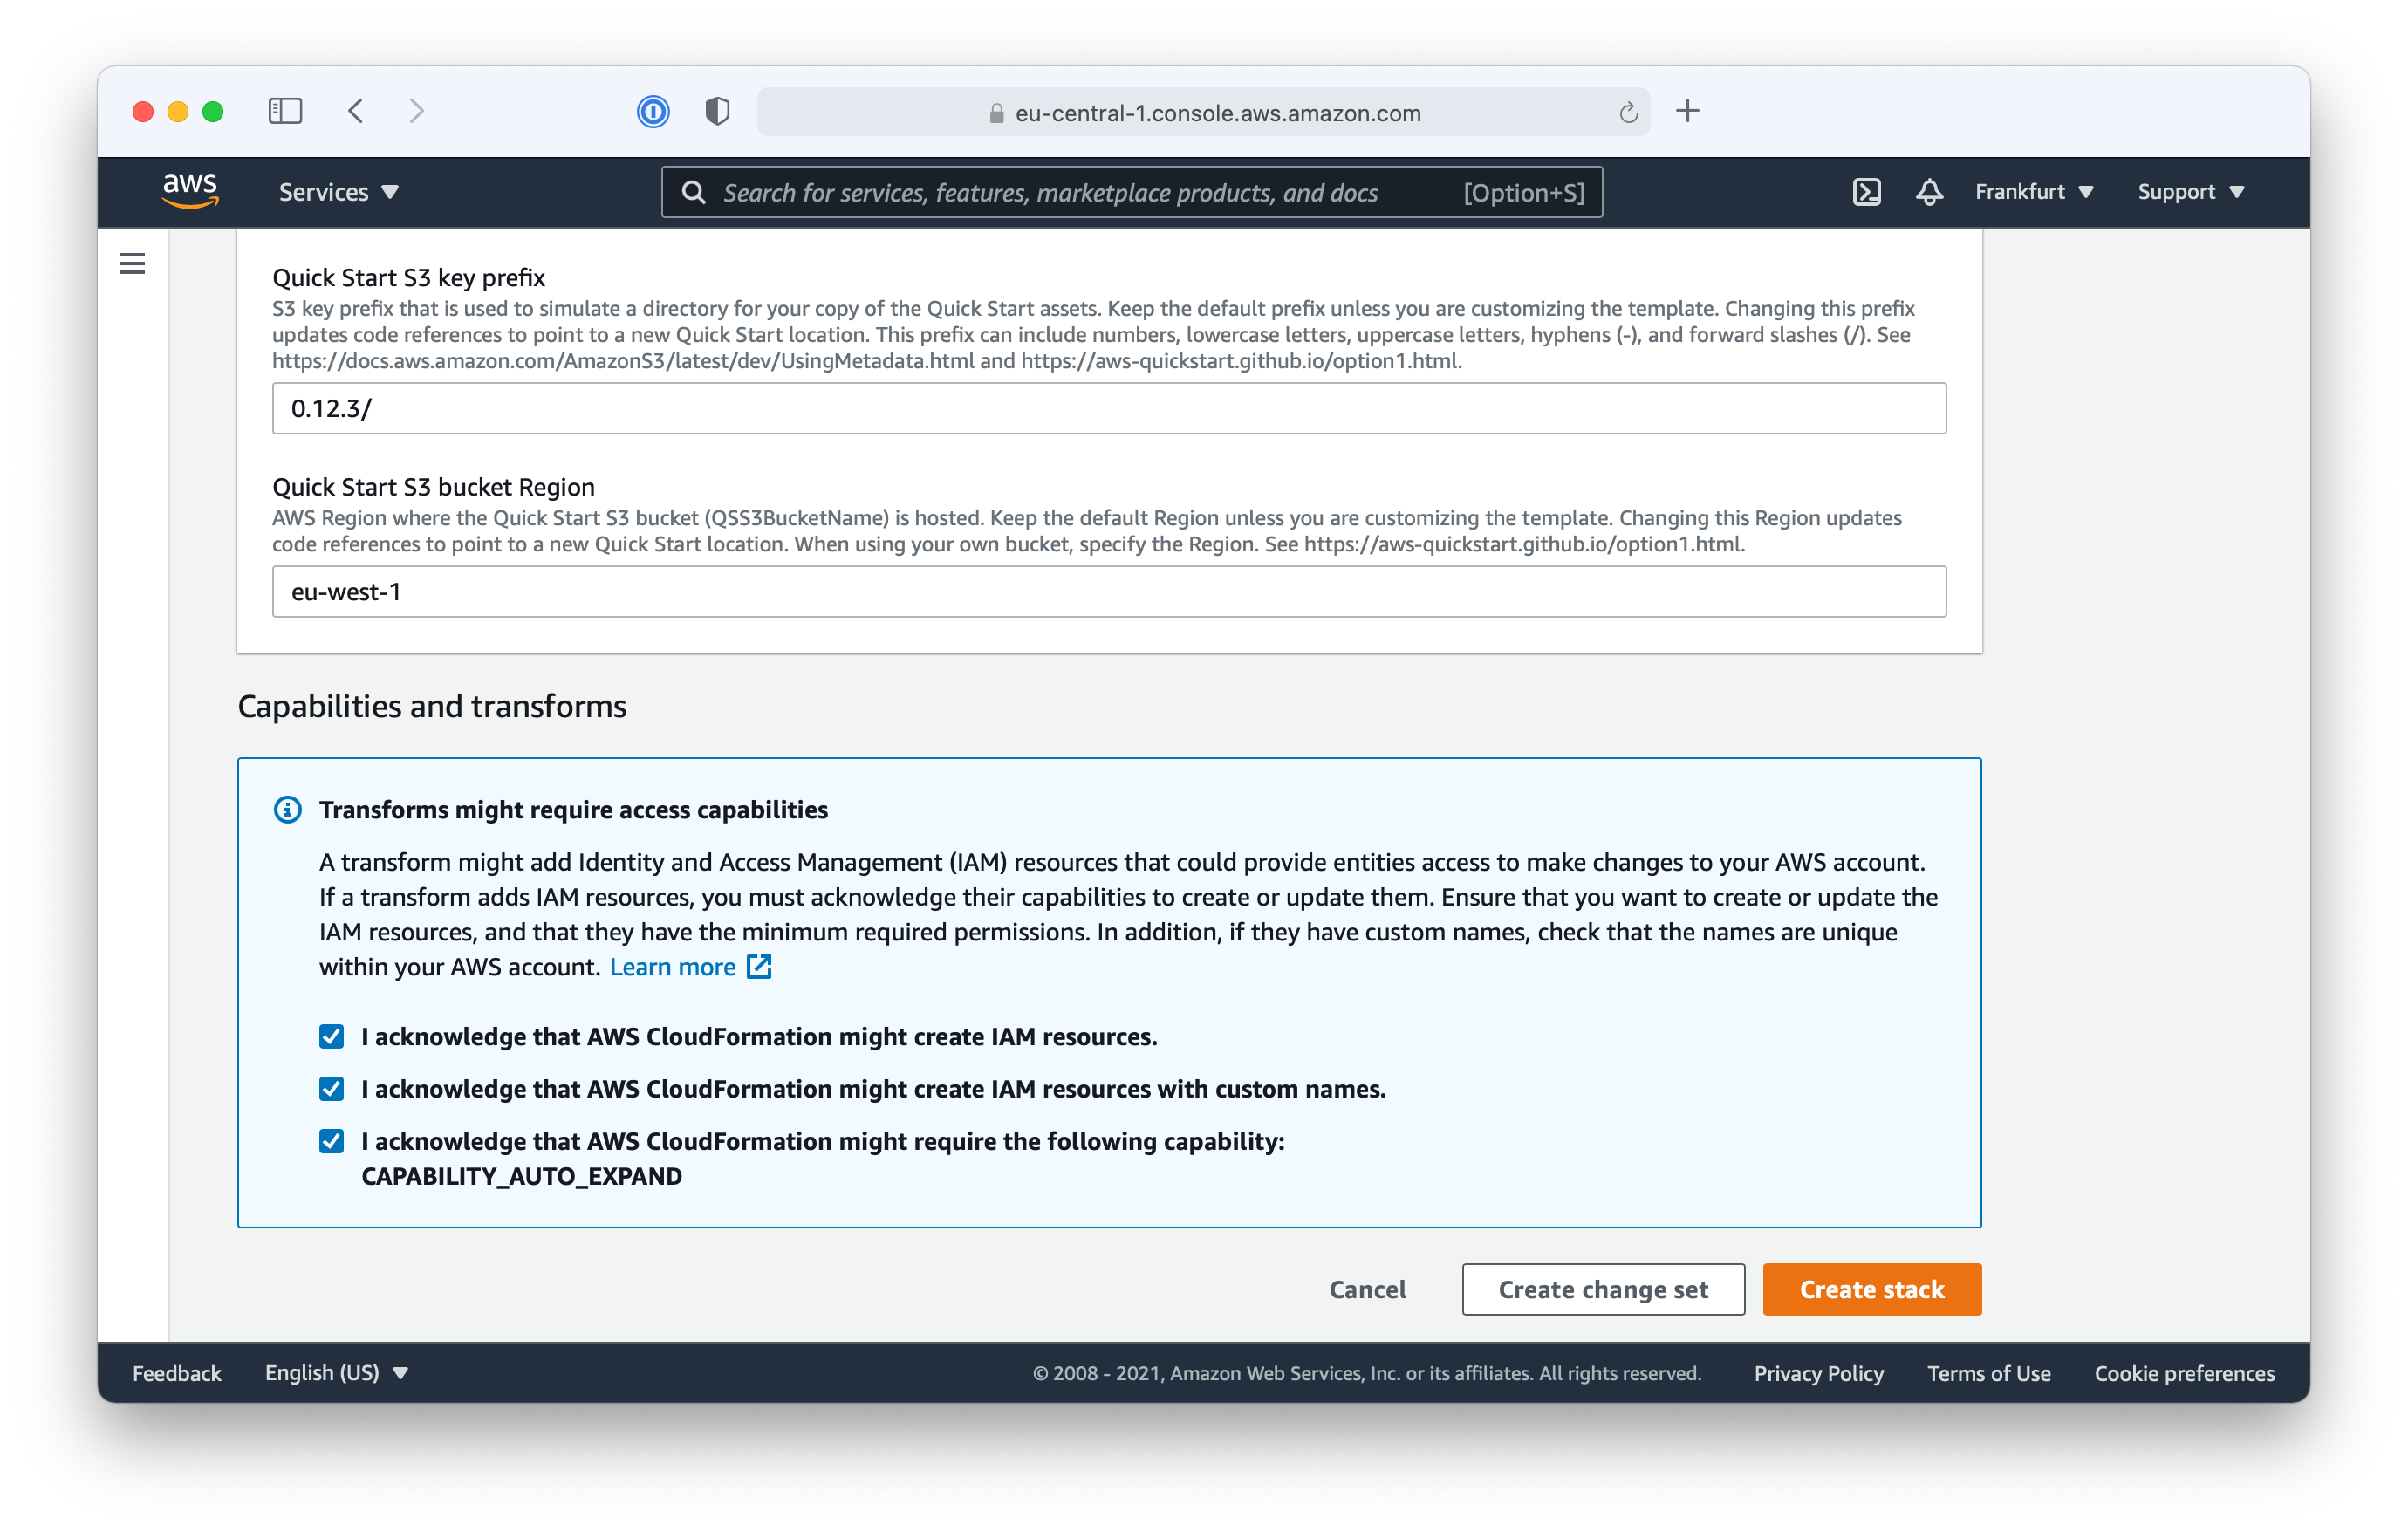 eu-central-1.console.aws.amazon.com
aws
Services
Search for services, features, marketplace products, and docs
[Option+S]
Frankfurt
Support
Quick Start S3 key prefix
S3 key prefix that is used to simulate a directory for your copy of the Quick Start assets. Keep the default prefix unless you are customizing the template. Changing this prefix
updates code references to point to a new Quick Start location. This prefix can include numbers, lowercase letters, uppercase letters, hyphens (-), and forward slashes (/). See
https://docs.aws.amazon.com/AmazonS3/latest/dev/UsingMetadata.html and https://aws-quickstart.github.io/option1.html.
0.12.3/
Quick Start S3 bucket Region
AWS Region where the Quick Start S3 bucket (QSS3BucketName) is hosted. Keep the default Region unless you are customizing the template. Changing this Region updates
code references to point to a new Quick Start location. When using your own bucket, specify the Region. See https://aws-quickstart.github.io/option1.html.
eu-west-1
Capabilities and transforms
Transforms might require access capabilities
A transform might add Identity and Access Management (IAM) resources that could provide entities access to make changes to your AWS account.
If a transform adds IAM resources, you must acknowledge their capabilities to create or update them. Ensure that you want to create or update the
IAM resources, and that they have the minimum required permissions. In addition, if they have custom names, check that the names are unique
within your AWS account. Learn more
I acknowledge that AWS CloudFormation might create IAM resources.
I acknowledge that AWS CloudFormation might create IAM resources with custom names.
I acknowledge that AWS CloudFormation might require the following capability:
CAPABILITY_AUTO_EXPAND
Cancel
Create change set
Create stack
Feedback
English (US)
© 2008 - 2021, Amazon Web Services, Inc. or its affiliates. All rights reserved.
Privacy Policy
Terms of Use
Cookie preferences